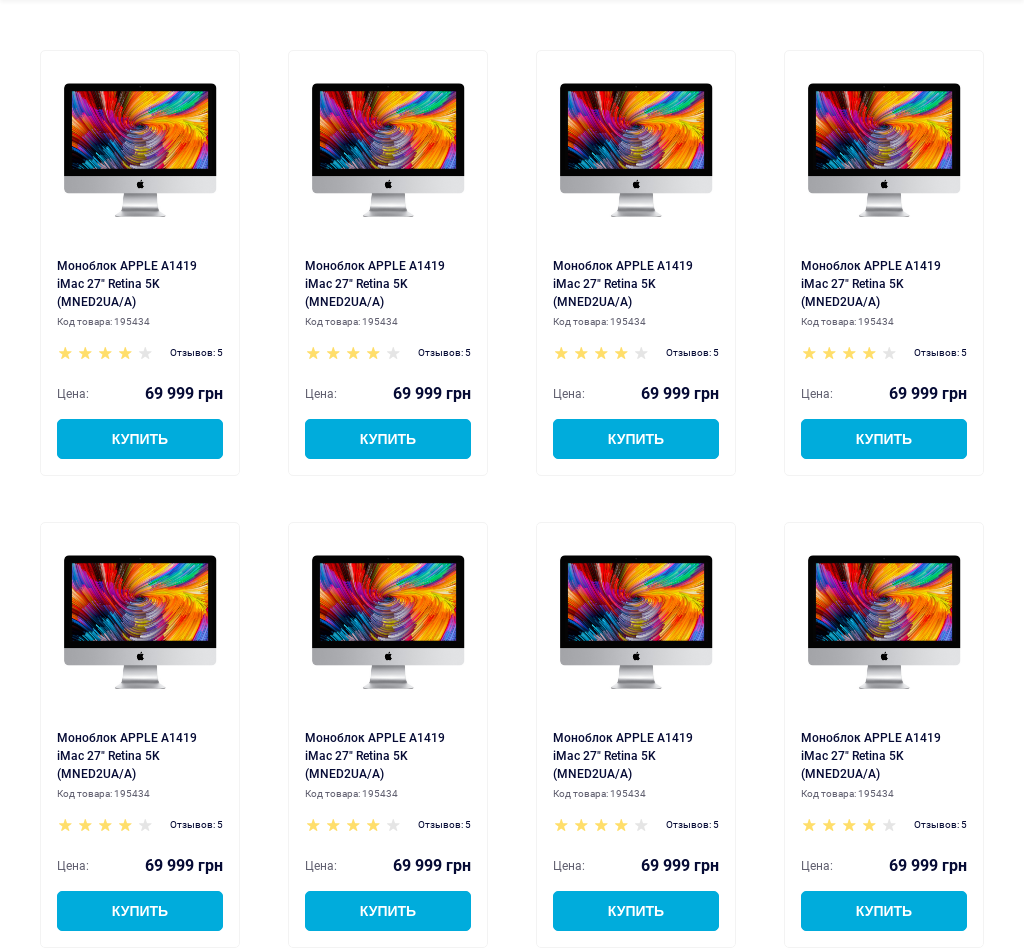 Моноблок APPLE A1419
iMac 27" Retina 5K
(MNED2UA/A)
Код товара: 195434
Отзывов: 5
Цена: 69 999 грн
КУПИТЬ
Моноблок APPLE A1419
iMac 27" Retina 5K
(MNED2UA/A)
Код товара: 195434
Отзывов: 5
Цена: 69 999 грн
КУПИТЬ
Моноблок APPLE A1419
iMac 27" Retina 5K
(MNED2UA/A)
Код товара: 195434
Отзывов: 5
Цена: 69 999 грн
КУПИТЬ
Моноблок APPLE A1419
iMac 27" Retina 5K
(MNED2UA/A)
Код товара: 195434
Отзывов: 5
Цена: 69 999 грн
КУПИТЬ
Моноблок APPLE A1419
iMac 27" Retina 5K
(MNED2UA/A)
Код товара: 195434
Отзывов: 5
Цена: 69 999 грн
КУПИТЬ
Моноблок APPLE A1419
iMac 27" Retina 5K
(MNED2UA/A)
Код товара: 195434
Отзывов: 5
Цена: 69 999 грн
КУПИТЬ
Моноблок APPLE A1419
iMac 27" Retina 5K
(MNED2UA/A)
Код товара: 195434
Отзывов: 5
Цена: 69 999 грн
КУПИТЬ
Моноблок APPLE A1419
iMac 27" Retina 5K
(MNED2UA/A)
Код товара: 195434
Отзывов: 5
Цена: 69 999 грн
КУПИТЬ